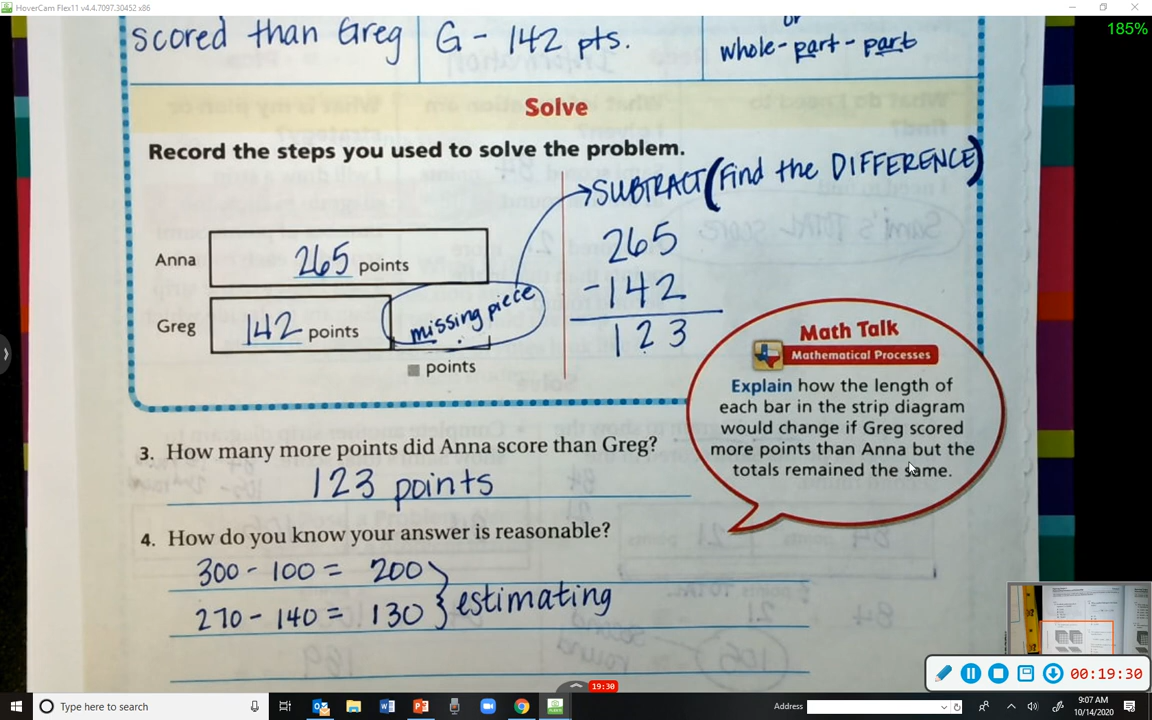 HoverCam Flex11 v4.4.7097.30452 x86
185%
scored than Greg
G - 142 pts.
or
whole-part-part
Solve
Record the steps you used to solve the problem.
SUBTRACT (Find the DIFFERENCE)
Anna 265 points
Greg 142 points missing piece
points
265
-142
123
Math Talk
Mathematical Processes
Explain how the length of
each bar in the strip diagram
would change if Greg scored
more points than Anna but the
totals remained the same.
3. How many more points did Anna score than Greg?
123 points
4. How do you know your answer is reasonable?
300 - 100 = 200
270 - 140 = 130
estimating
00:19:30
19:30
Type here to search
Address
9:07 AM
10/14/2020